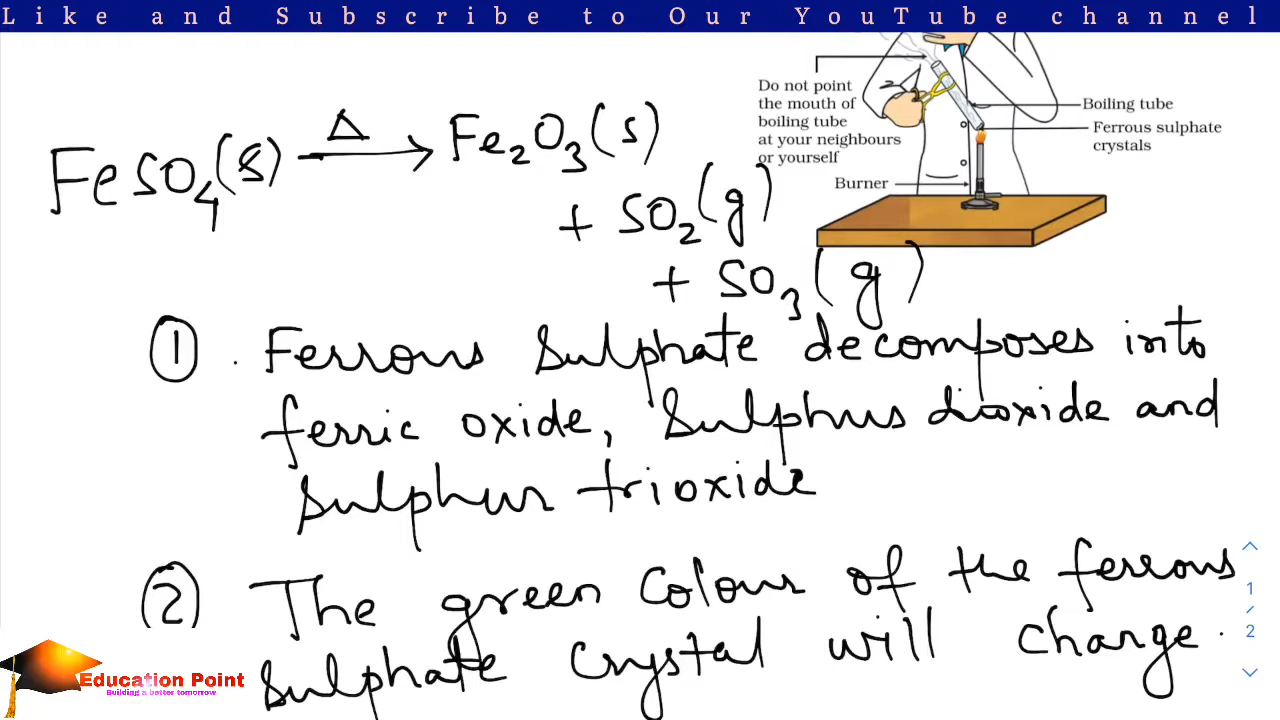 Like and Subscribe to Our YouTube channel
Do not point
the mouth of
boiling tube
at your neighbours
or yourself
Boiling tube
Ferrous sulphate
crystals
Burner
FeSO4(s) —Δ→ Fe2O3(s)
+ SO2(g)
+ SO3(g)
① . Ferrous Sulphate decomposes into
ferric oxide, Sulphus dioxide and
Sulphur trioxide
② The green Colour of the ferrous
Sulphate crystal will change.
1
/
2
Education Point
Building a better tomorrow